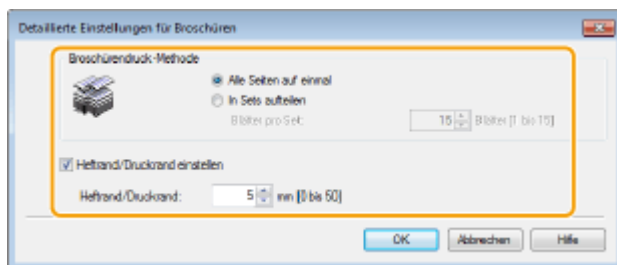 Detaillierte Einstellungen für Broschüren
Broschürendruck-Methode
Alle Seiten auf einmal
In Sets aufteilen
Blätter pro Set: 15 Blätter [1 bis 15]
Heftrand/Druckrand einstellen
Heftrand/Druckrand: 5 mm [0 bis 50]
OK Abbrechen Hilfe